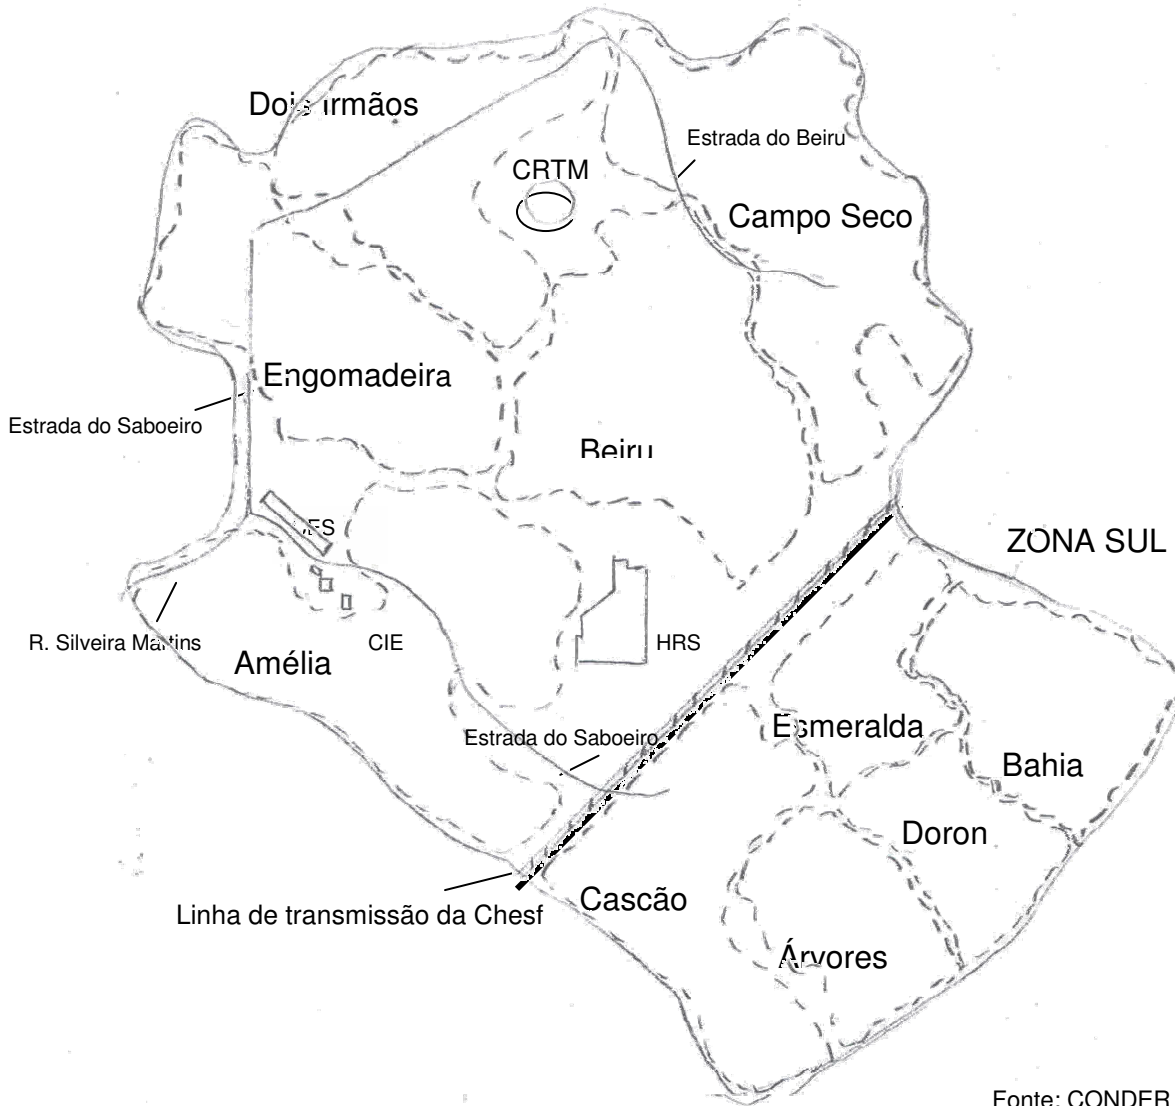 Dois Irmãos
Estrada do Beiru
CRTM
Campo Seco
Engomadeira
Estrada do Saboeiro
Beiru
ZONA SUL
R. Silveira Martins
CIE
HRS
Amélia
Esmeralda
Estrada do Saboeiro
Bahia
Doron
Cascão
Linha de transmissão da Chesf
Árvores
Fonte: CONDER